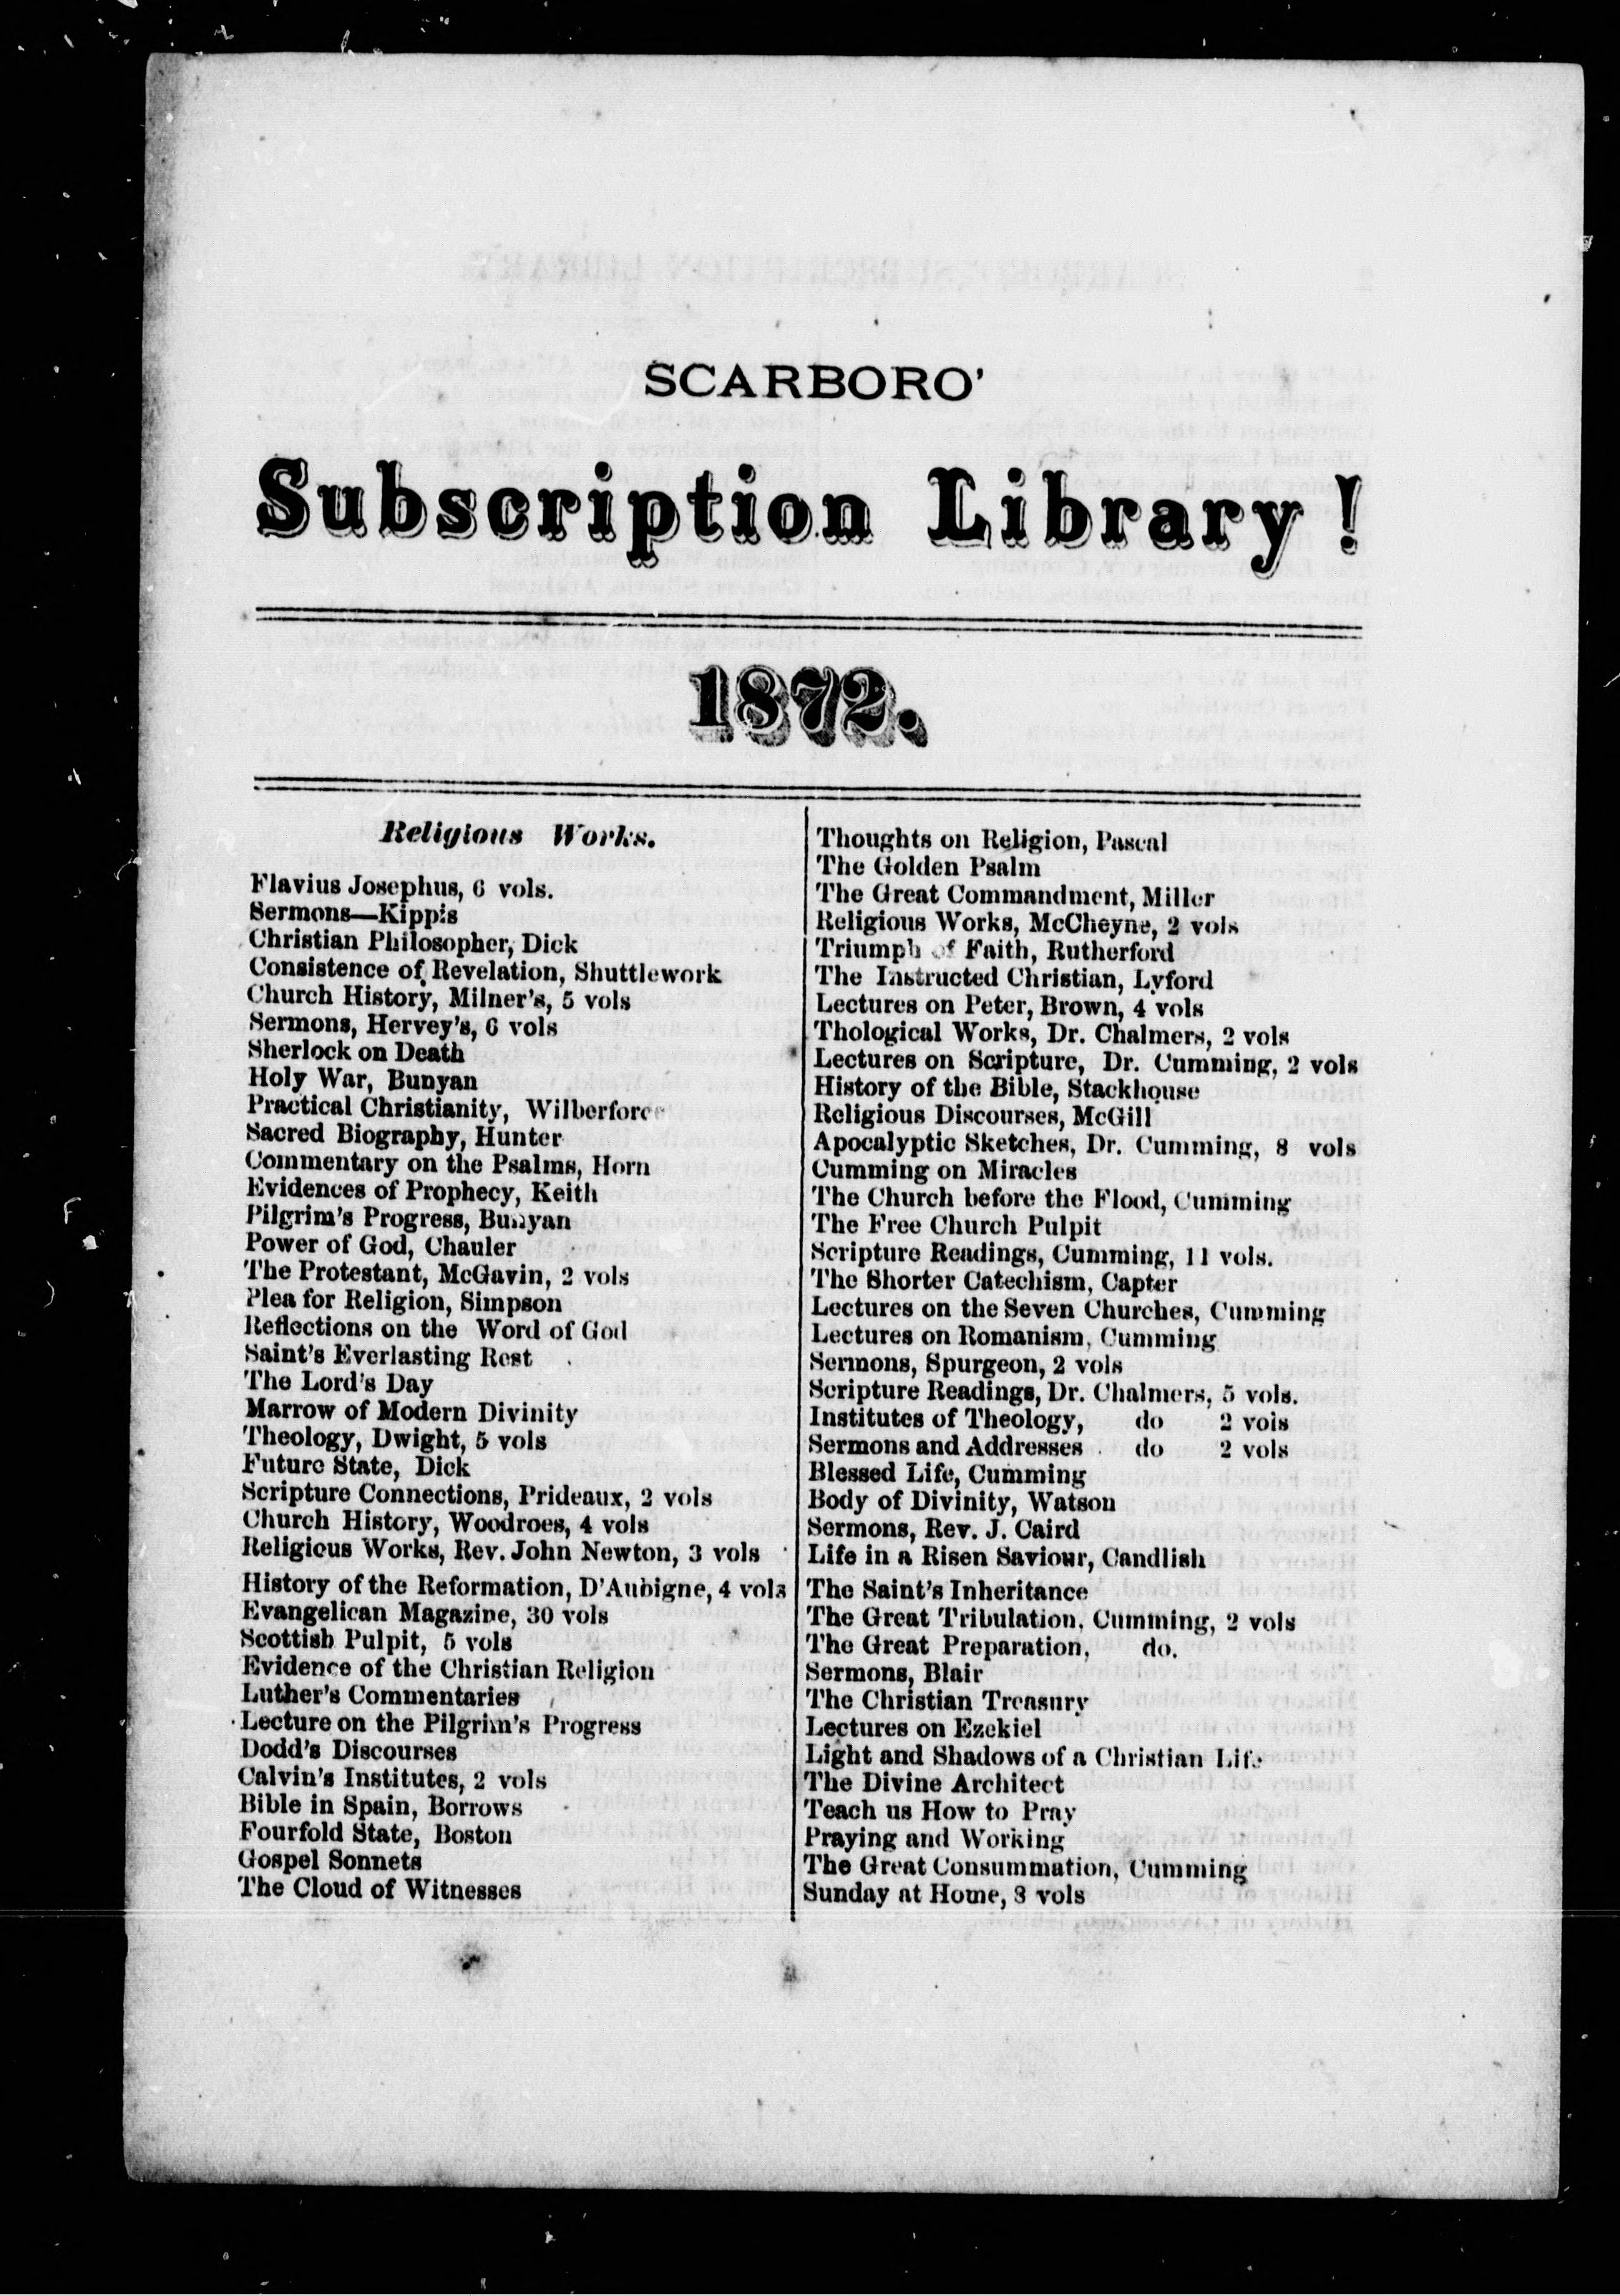 SCARBORO'
Subscription Library!
1872.
Religious Works.
Flavius Josephus, 6 vols.
Sermons—Kippis
Christian Philosopher, Dick
Consistence of Revelation, Shuttlework
Church History, Milner's, 5 vols
Sermons, Hervey's, 6 vols
Sherlock on Death
Holy War, Bunyan
Practical Christianity, Wilberforce
Sacred Biography, Hunter
Commentary on the Psalms, Horn
Evidences of Prophecy, Keith
Pilgrim's Progress, Bunyan
Power of God, Chauler
The Protestant, McGavin, 2 vols
Plea for Religion, Simpson
Reflections on the Word of God
Saint's Everlasting Rest
The Lord's Day
Marrow of Modern Divinity
Theology, Dwight, 5 vols
Future State, Dick
Scripture Connections, Prideaux, 2 vols
Church History, Woodroes, 4 vols
Religious Works, Rev. John Newton, 3 vols
History of the Reformation, D'Aubigne, 4 vols
Evangelican Magazine, 30 vols
Scottish Pulpit, 5 vols
Evidence of the Christian Religion
Luther's Commentaries
Lecture on the Pilgrim's Progress
Dodd's Discourses
Calvin's Institutes, 2 vols
Bible in Spain, Borrows
Fourfold State, Boston
Gospel Sonnets
The Cloud of Witnesses
Thoughts on Religion, Pascal
The Golden Psalm
The Great Commandment, Miller
Religious Works, McCheyne, 2 vols
Triumph of Faith, Rutherford
The Instructed Christian, Lyford
Lectures on Peter, Brown, 4 vols
Thological Works, Dr. Chalmers, 2 vols
Lectures on Scripture, Dr. Cumming, 2 vols
History of the Bible, Stackhouse
Religious Discourses, McGill
Apocalyptic Sketches, Dr. Cumming, 8 vols
Cumming on Miracles
The Church before the Flood, Cumming
The Free Church Pulpit
Scripture Readings, Cumming, 11 vols.
The Shorter Catechism, Capter
Lectures on the Seven Churches, Cumming
Lectures on Romanism, Cumming
Sermons, Spurgeon, 2 vols
Scripture Readings, Dr. Chalmers, 5 vols.
Institutes of Theology, do 2 vols
Sermons and Addresses do 2 vols
Blessed Life, Cumming
Body of Divinity, Watson
Sermons, Rev. J. Caird
Life in a Risen Saviour, Candlish
The Saint's Inheritance
The Great Tribulation, Cumming, 2 vols
The Great Preparation, do.
Sermons, Blair
The Christian Treasury
Lectures on Ezekiel
Light and Shadows of a Christian Life
The Divine Architect
Teach us How to Pray
Praying and Working
The Great Consummation, Cumming
Sunday at Home, 3 vols